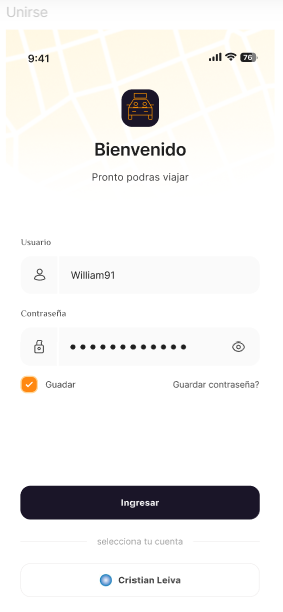 Unirse
9:41
76
Bienvenido
Pronto podras viajar
Usuario
William91
Contraseña
Guadar
Guardar contraseña?
Ingresar
selecciona tu cuenta
Cristian Leiva